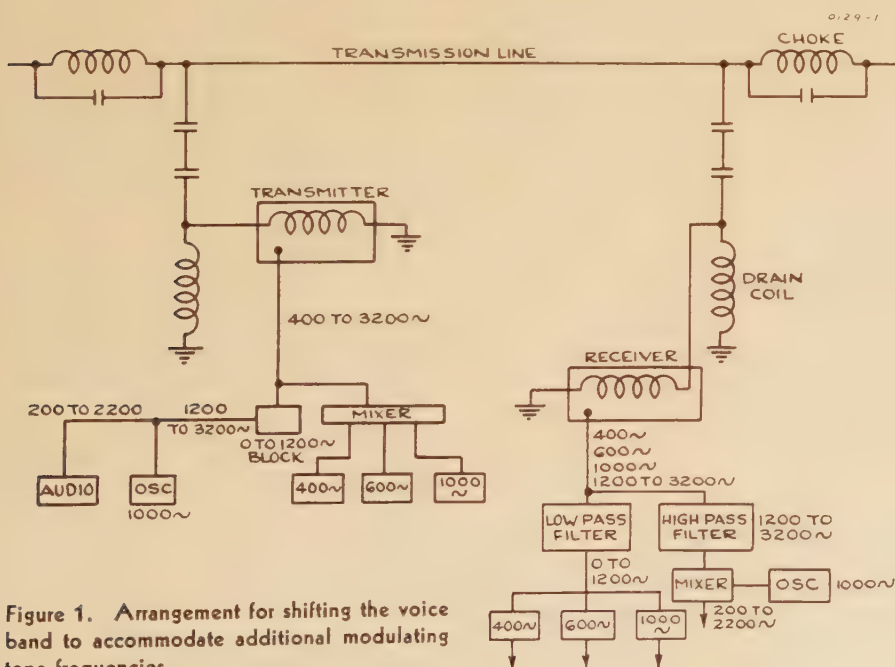 0:29-1
CHOKE
TRANSMISSION LINE
TRANSMITTER
DRAIN
COIL
400 TO 3200~
RECEIVER
200 TO 2200
1200
TO 3200~
MIXER
0 TO 1200~
BLOCK
AUDIO
OSC
1000~
400~
600~
1000
~
400~
600~
1000~
1200 TO 3200~
LOW PASS
FILTER
HIGH PASS
FILTER
1200 TO
3200~
0 TO
1200~
MIXER
OSC
1000~
200 TO
2200~
400~
600~
1000
~
Figure 1. Arrangement for shifting the voice
band to accommodate additional modulating
tone frequencies